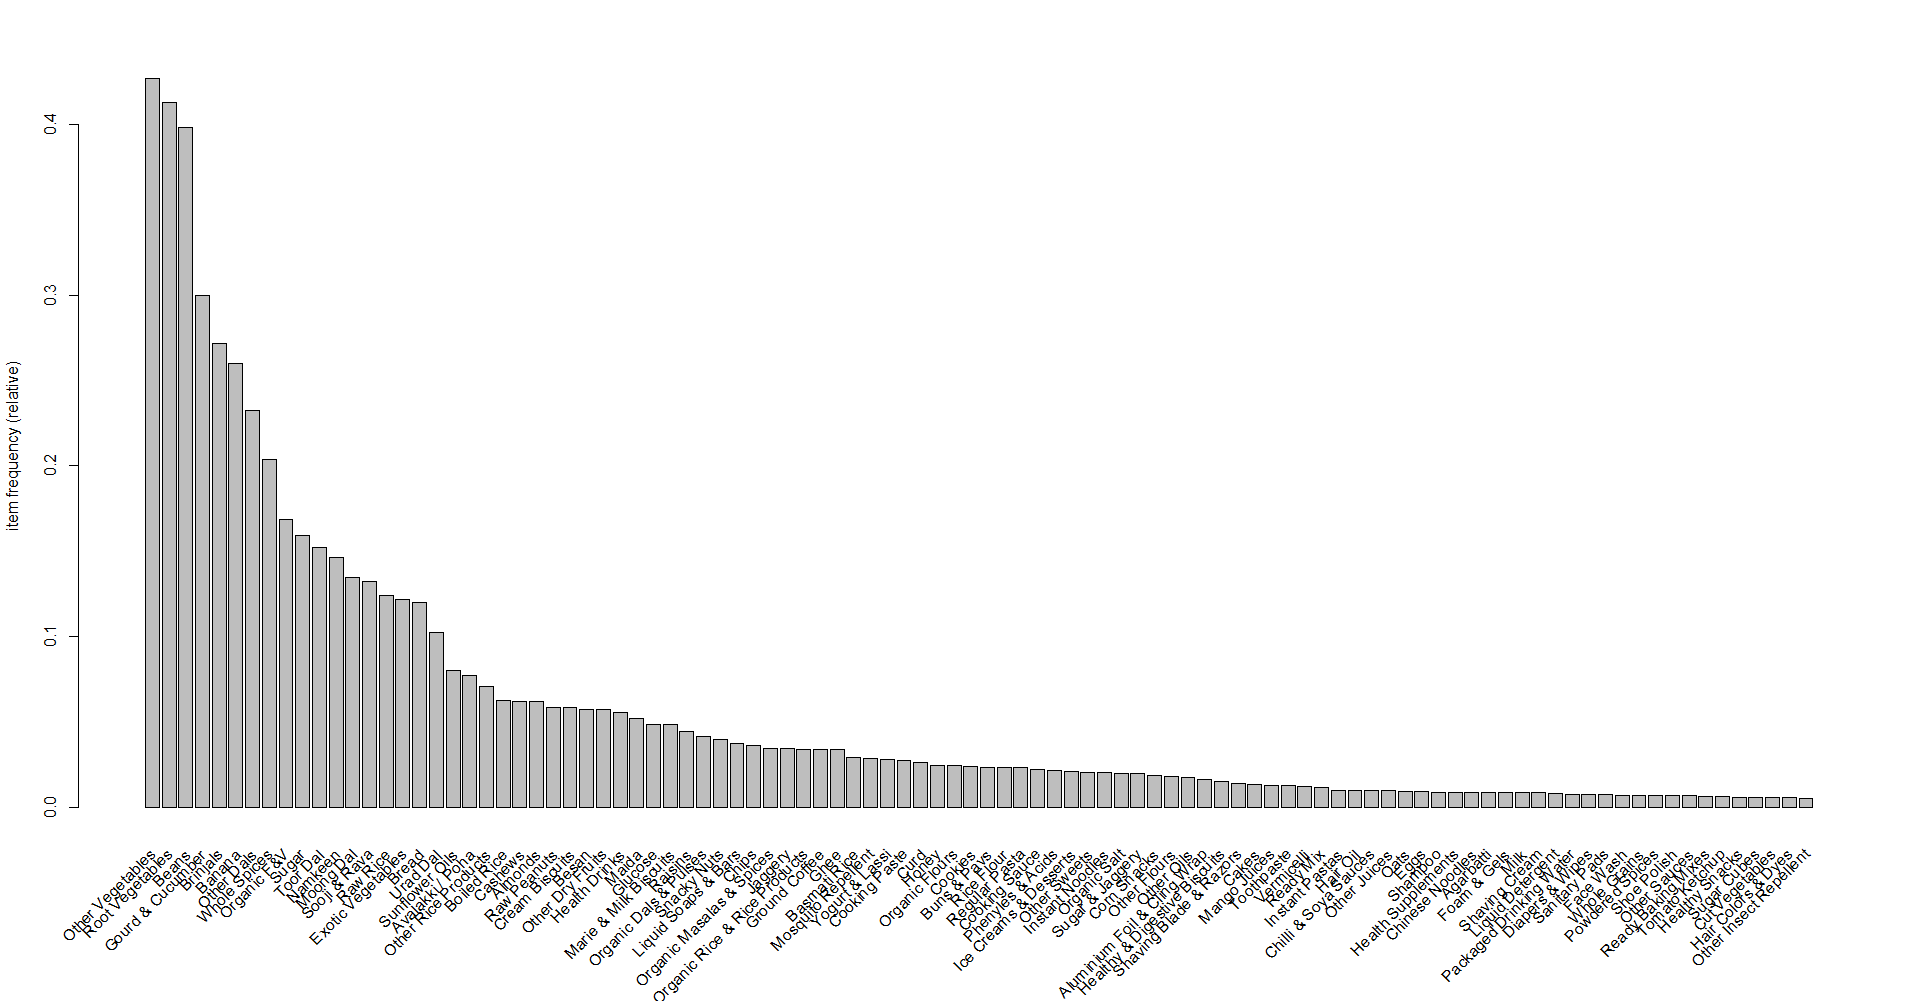 item frequency (relative)
0.4
0.3
0.2
0.1
0.0
Other Vegetables
Root Vegetables
Beans
Gourd & Cucumber
Brinjals
Banana
Other Dals
Whole Spices
Organic F&V
Sugar
Toor Dal
Namkeen
Moong Dal
Sooji & Rava
Raw Rice
Exotic Vegetables
Bread
Urad Dal
Sunflower Oils
Avalakki Poha
Other Rice Products
Boiled Rice
Cashews
Almonds
Raw Peanuts
Cream Biscuits
Besan
Other Dry Fruits
Health Drinks
Maida
Glucose
Marie & Milk Biscuits
Raisins
Organic Dals & Pulses
Snacky Nuts
Liquid Soaps & Bars
Chips
Organic Masalas & Spices
Jaggery
Organic Rice & Rice Products
Ground Coffee
Ghee
Basmati Rice
Mosquito Repellent
Yogurt & Lassi
Cooking Paste
Curd
Honey
Organic Flours
Cookies
Buns & Pavs
Rice Flour
Regular Pasta
Cooking Sauce
Phenyles & Acids
Ice Creams & Desserts
Other Sweets
Instant Noodles
Organic Salt
Sugar & Jaggery
Corn Snacks
Other Flours
Other Oils
Aluminium Foil & Cling Wrap
Healthy & Digestive Biscuits
Shaving Blade & Razors
Cakes
Mango Juices
Toothpaste
Vermicelli
ReadyMix
Instant Pastas
Hair Oil
Chilli & Soya Sauces
Other Juices
Oats
Eggs
Shampoo
Health Supplements
Chinese Noodles
Agarbatti
Foam & Gels
Milk
Shaving Cream
Liquid Detergent
Packaged Drinking Water
Diapers & Wipes
Sanitary Pads
Face Wash
Whole Grains
Powdered Spices
Shoe Polish
Other Sauces
Ready Baking Mixes
Tomato Ketchup
Healthy Snacks
Sugar Cubes
Cut Vegetables
Hair Colors & Dyes
Other Insect Repellent